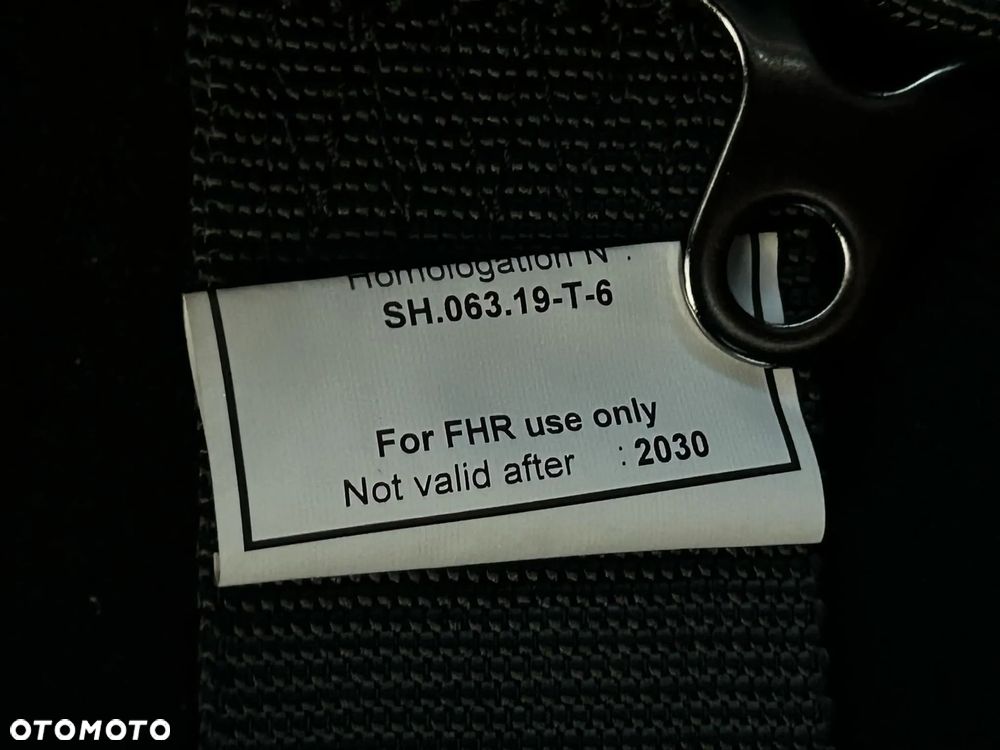 Homologation N :
SH.063.19-T-6
For FHR use only
Not valid after : 2030
OTOMOTO